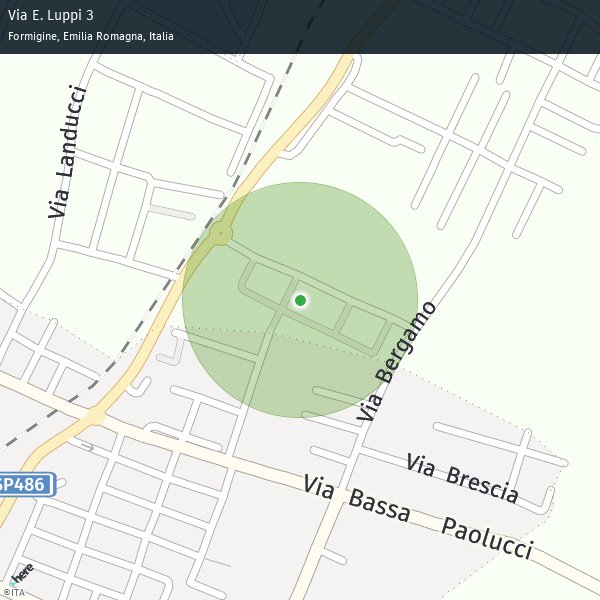 Via E. Luppi 3
Formigine, Emilia Romagna, Italia
Via Landucci
Via Bergamo
Via Brescia
SP486
Via Bassa Paolucci
here
©ITA